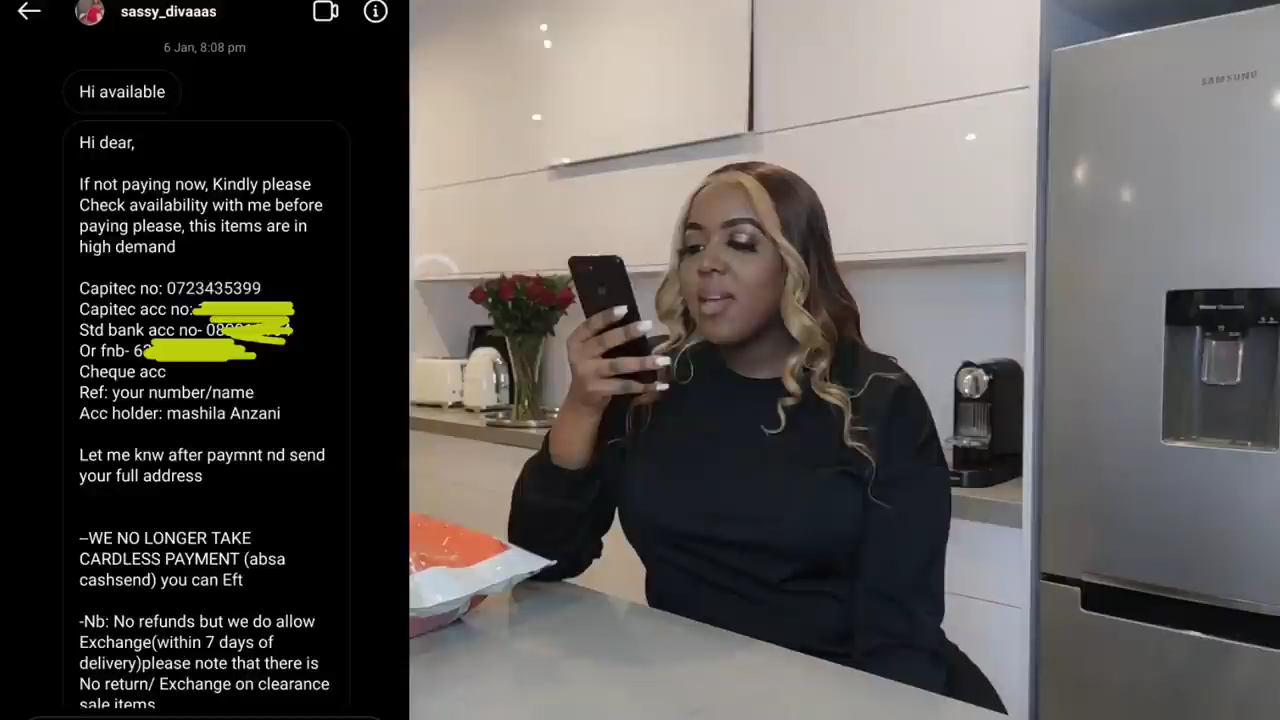 sassy_divaaas
6 Jan, 8:08 pm
Hi available
Hi dear,
If not paying now, Kindly please
Check availability with me before
paying please, this items are in
high demand
Capitec no: 0723435399
Capitec acc no:
Std bank acc no- 08
Or fnb- 6
Cheque acc
Ref: your number/name
Acc holder: mashila Anzani
Let me knw after paymnt nd send
your full address
--WE NO LONGER TAKE
CARDLESS PAYMENT (absa
cashsend) you can Eft
-Nb: No refunds but we do allow
Exchange(within 7 days of
delivery)please note that there is
No return/ Exchange on clearance
sale items
SAMSUNG